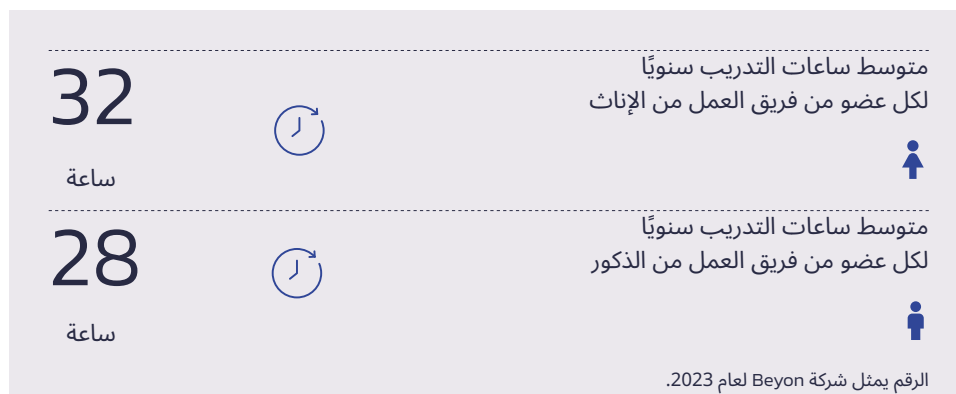 متوسط ساعات التدريب سنويًا
لكل عضو من فريق العمل من الإناث
32
ساعة
متوسط ساعات التدريب سنويًا
لكل عضو من فريق العمل من الذكور
28
ساعة
الرقم يمثل شركة Beyon لعام 2023.